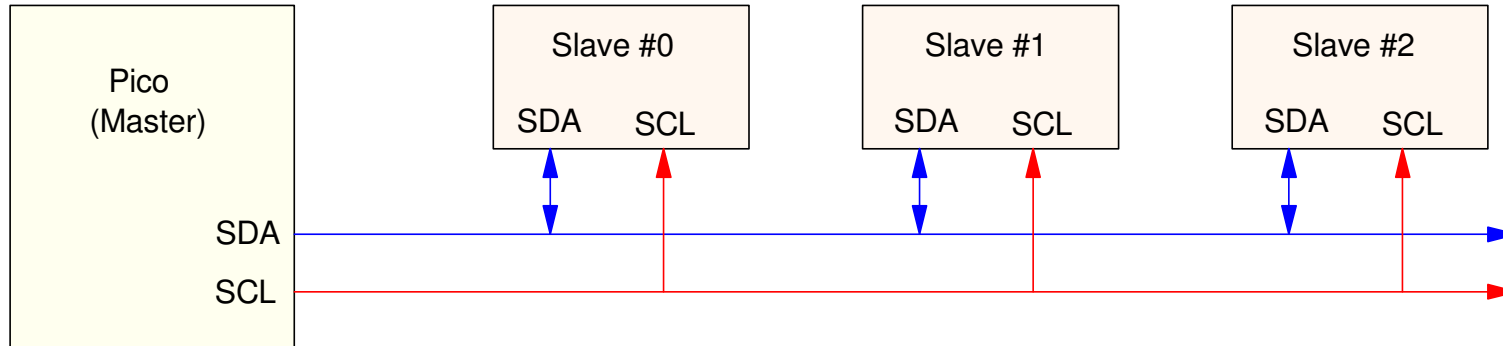 Pico
(Master)
SDA
SCL
Slave #0
SDA SCL
Slave #1
SDA SCL
Slave #2
SDA SCL